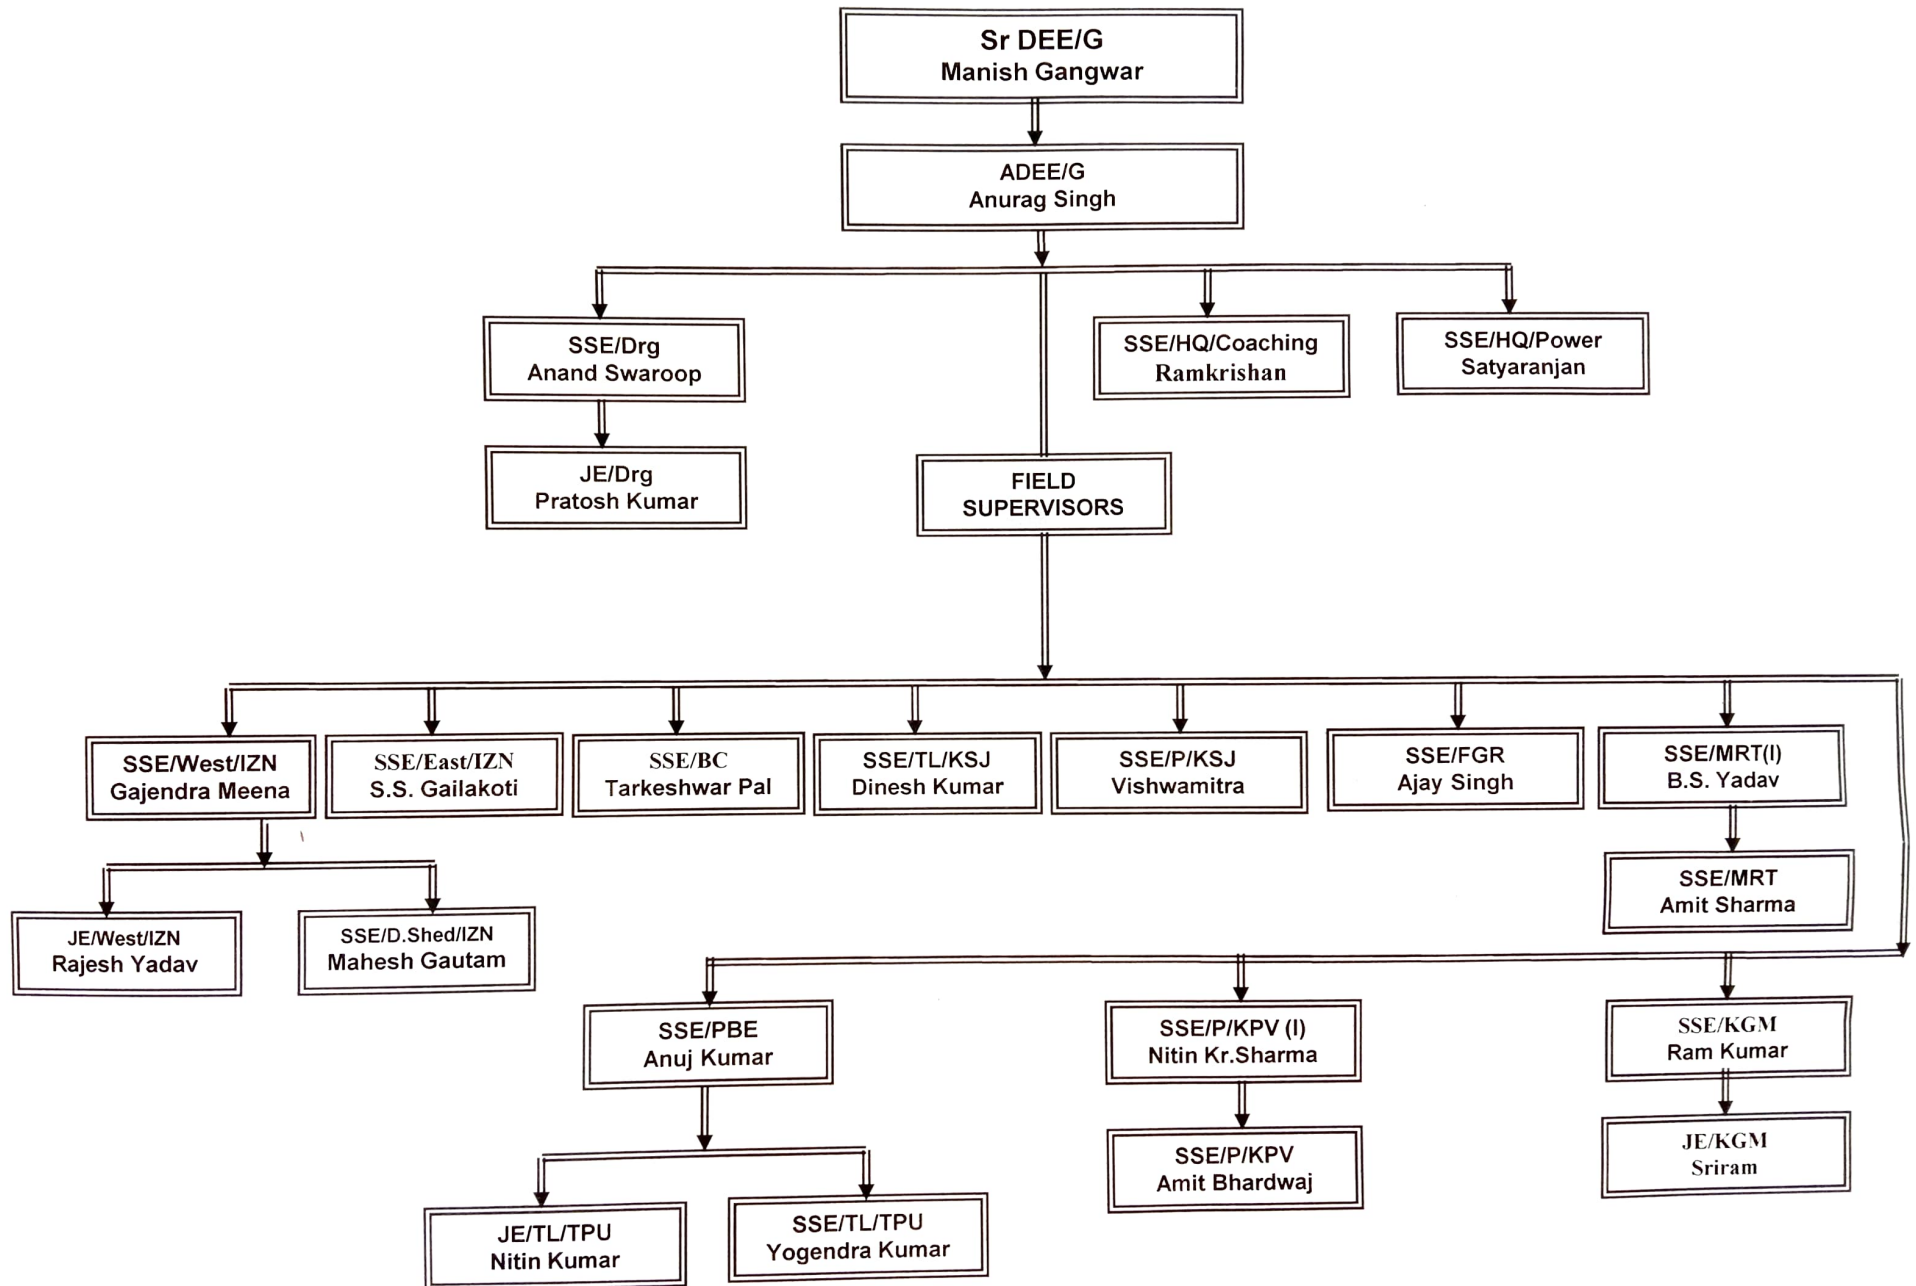 Sr DEE/G
Manish Gangwar
ADEE/G
Anurag Singh
SSE/Drg
Anand Swaroop
SSE/HQ/Coaching
Ramkrishan
SSE/HQ/Power
Satyaranjan
JE/Drg
Pratosh Kumar
FIELD
SUPERVISORS
SSE/West/IZN
Gajendra Meena
SSE/East/IZN
S.S. Gailakoti
SSE/BC
Tarkeshwar Pal
SSE/TL/KSJ
Dinesh Kumar
SSE/P/KSJ
Vishwamitra
SSE/FGR
Ajay Singh
SSE/MRT(I)
B.S. Yadav
SSE/MRT
Amit Sharma
JE/West/IZN
Rajesh Yadav
SSE/D.Shed/IZN
Mahesh Gautam
SSE/PBE
Anuj Kumar
SSE/P/KPV (I)
Nitin Kr.Sharma
SSE/KGM
Ram Kumar
SSE/P/KPV
Amit Bhardwaj
JE/KGM
Sriram
JE/TL/TPU
Nitin Kumar
SSE/TL/TPU
Yogendra Kumar